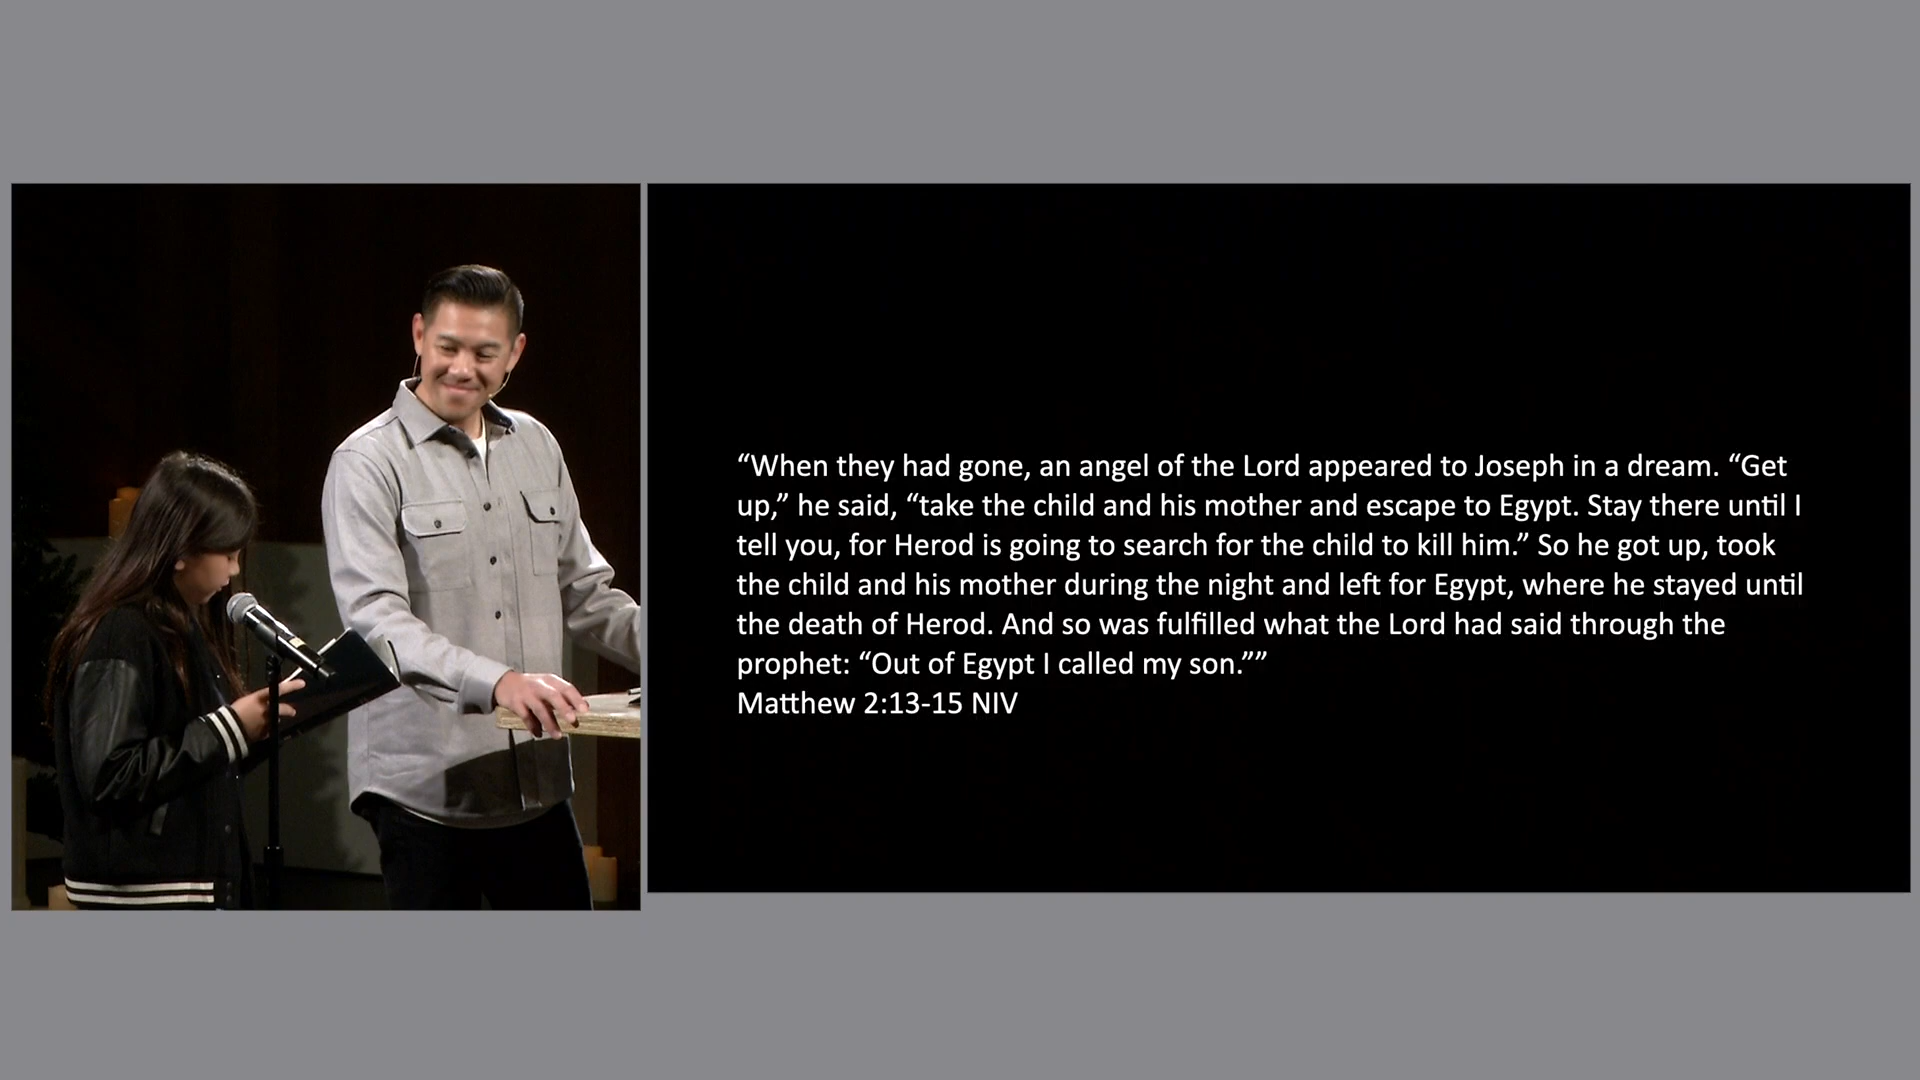 “When they had gone, an angel of the Lord appeared to Joseph in a dream. “Get
up,” he said, “take the child and his mother and escape to Egypt. Stay there until I
tell you, for Herod is going to search for the child to kill him.” So he got up, took
the child and his mother during the night and left for Egypt, where he stayed until
the death of Herod. And so was fulfilled what the Lord had said through the
prophet: “Out of Egypt I called my son.””
Matthew 2:13-15 NIV